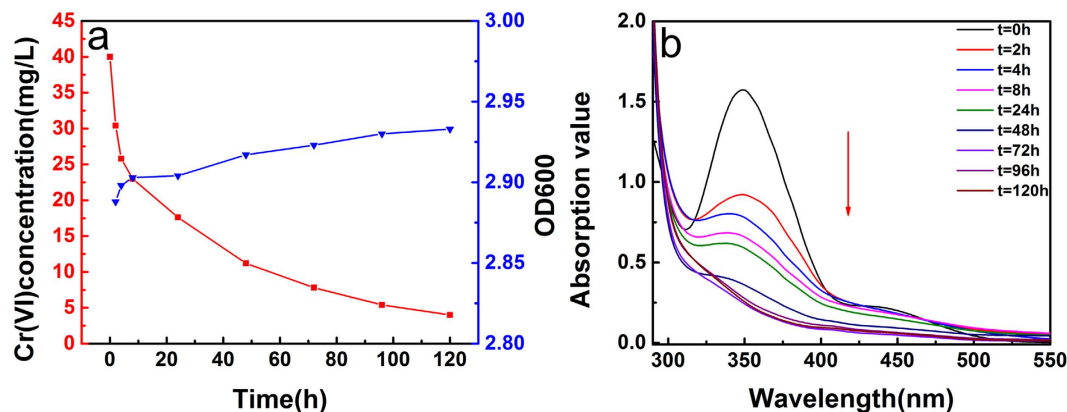 a
45
40
35
30
25
20
15
10
5
0
Cr(VI)concentration(mg/L)
0 20 40 60 80 100 120
Time(h)
3.00
2.95
2.90
2.85
2.80
OD600
b
2.0
1.5
1.0
0.5
0.0
Absorption value
300 350 400 450 500 550
Wavelength(nm)
t=0h
t=2h
t=4h
t=8h
t=24h
t=48h
t=72h
t=96h
t=120h